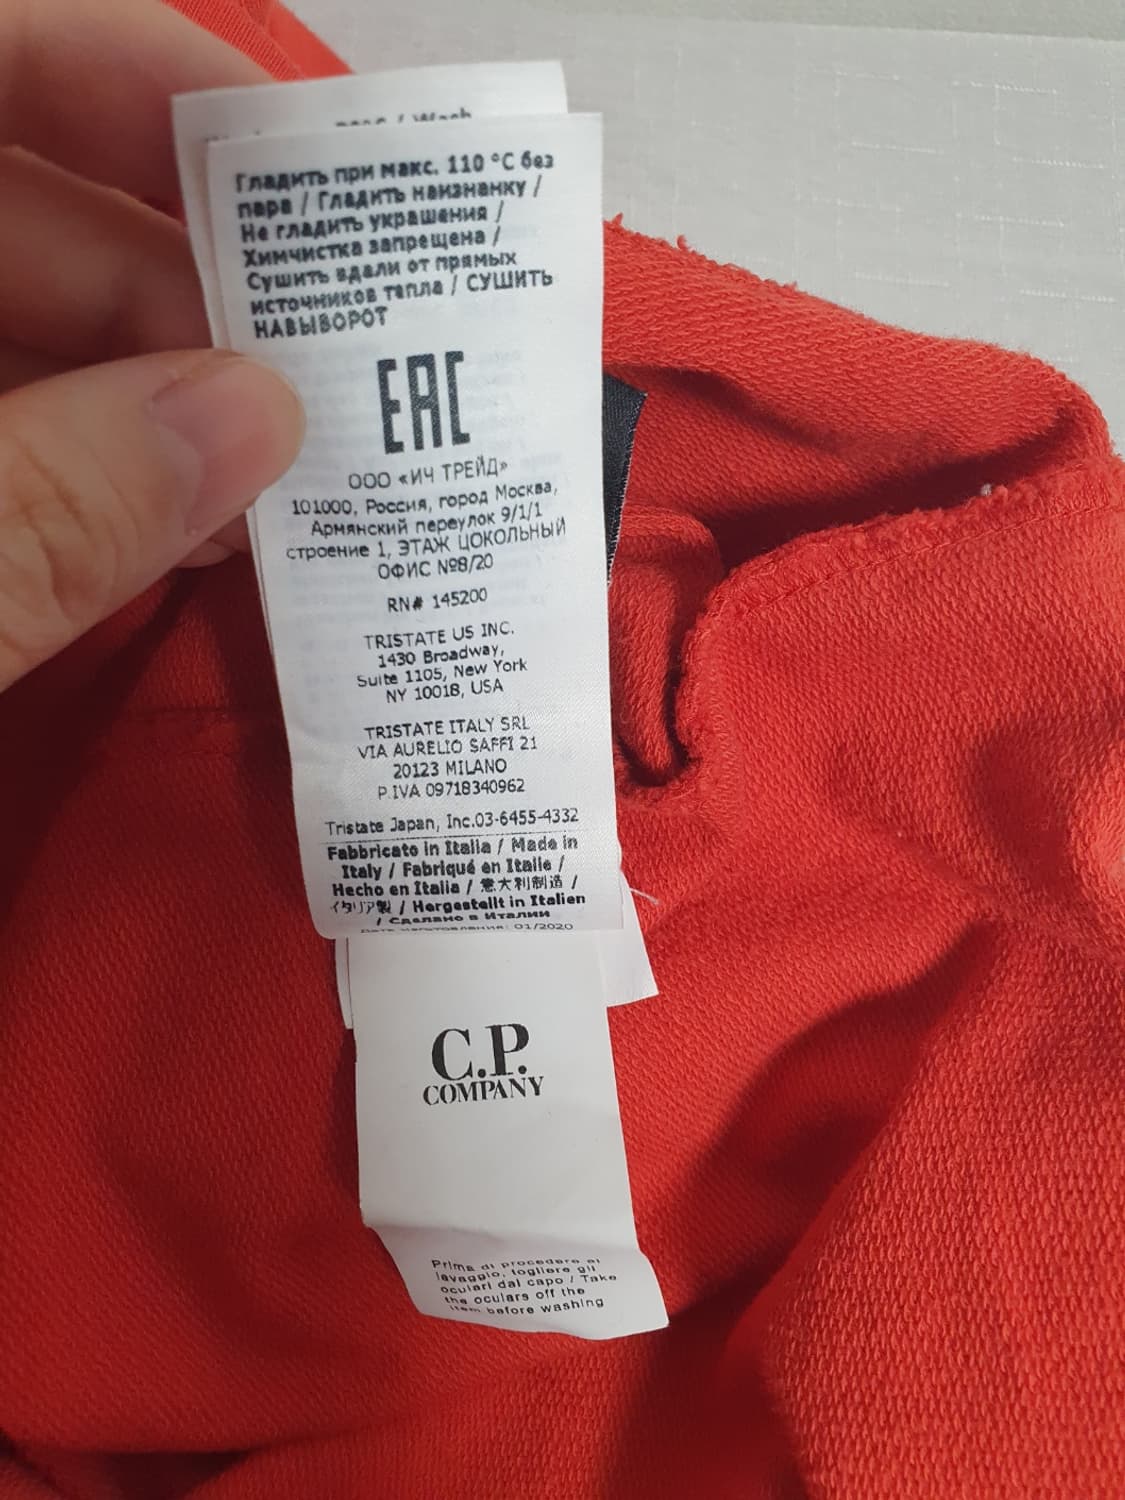 / Wash
Гладить при макс. 110 °C без
пара / Гладить наизнанку /
Не гладить украшения /
Химчистка запрещена /
Сушить вдали от прямых
источников тепла / СУШИТЬ
НАВЫВОРОТ
EAC
ООО «ИЧ ТРЕЙД»
101000, Россия, город Москва,
Армянский переулок 9/1/1
строение 1, ЭТАЖ ЦОКОЛЬНЫЙ
ОФИС №8/20
RN# 145200
TRISTATE US INC.
1430 Broadway,
Suite 1105, New York
NY 10018, USA
TRISTATE ITALY SRL
VIA AURELIO SAFFI 21
20123 MILANO
P.IVA 09718340962
Tristate Japan, Inc.03-6455-4332
Fabbricato in Italia / Made in
Italy / Fabriqué en Italie /
Hecho en Italia / 意大利制造 /
イタリア製 / Hergestellt in Italien
/ Сделано в Италии
Дата изготовления: 01/2020
C.P.
COMPANY
Prima di procedere al
lavaggio, togliere gli
oculari dal capo / Take
the oculars off the
item before washing